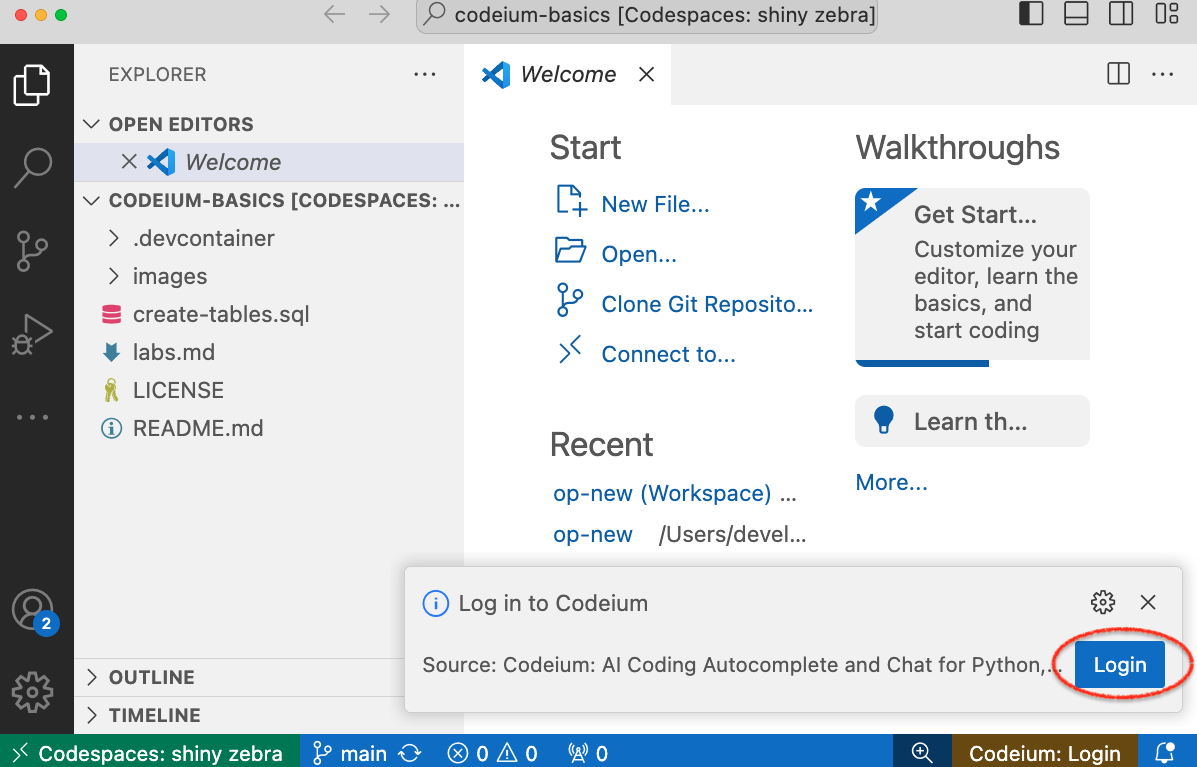 codeium-basics [Codespaces: shiny zebra]
EXPLORER
OPEN EDITORS
Welcome
CODEIUM-BASICS [CODESPACES: ...
.devcontainer
images
create-tables.sql
labs.md
LICENSE
README.md
OUTLINE
TIMELINE
Welcome
Start
New File...
Open...
Clone Git Reposito...
Connect to...
Recent
op-new (Workspace) ...
op-new /Users/devel...
Walkthroughs
Get Start...
Customize your
editor, learn the
basics, and
start coding
Learn th...
More...
Log in to Codeium
Source: Codeium: AI Coding Autocomplete and Chat for Python,...
Login
2
Codespaces: shiny zebra
main
0
0
0
Codeium: Login